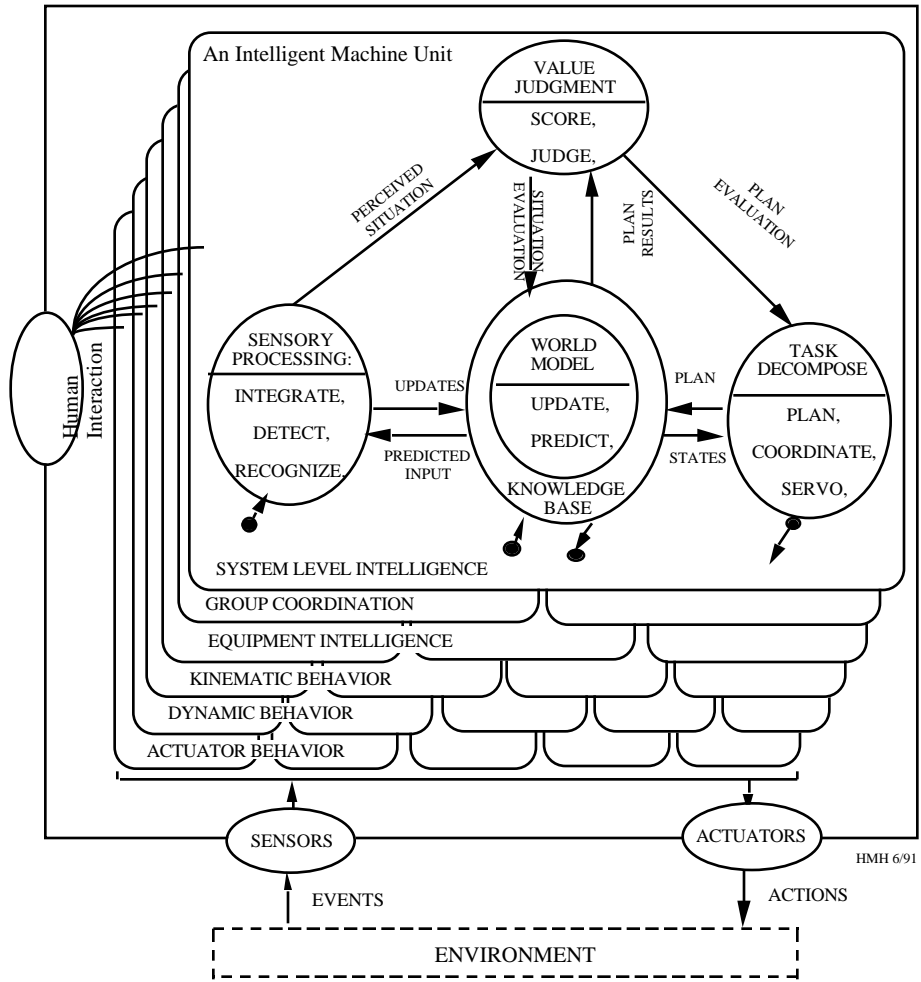 An Intelligent Machine Unit
VALUE
JUDGMENT
SCORE,
JUDGE,
PERCEIVED
SITUATION
SITUATION
EVALUATION
PLAN
RESULTS
PLAN
EVALUATION
SENSORY
PROCESSING:
INTEGRATE,
DETECT,
RECOGNIZE,
UPDATES
PREDICTED
INPUT
WORLD
MODEL
UPDATE,
PREDICT,
KNOWLEDGE
BASE
PLAN
STATES
TASK
DECOMPOSE
PLAN,
COORDINATE,
SERVO,
Human
Interaction
SYSTEM LEVEL INTELLIGENCE
GROUP COORDINATION
EQUIPMENT INTELLIGENCE
KINEMATIC BEHAVIOR
DYNAMIC BEHAVIOR
ACTUATOR BEHAVIOR
SENSORS
ACTUATORS
HMH 6/91
EVENTS
ACTIONS
ENVIRONMENT